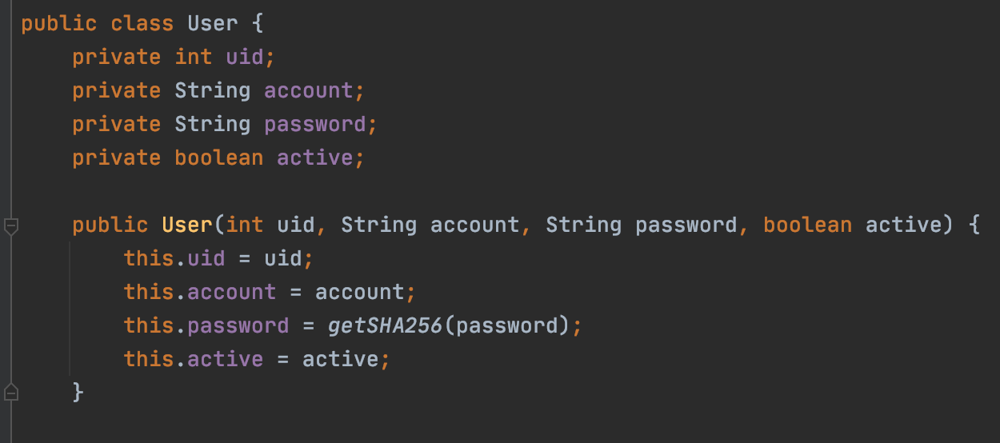 public class User {
    private int uid;
    private String account;
    private String password;
    private boolean active;

    public User(int uid, String account, String password, boolean active) {
        this.uid = uid;
        this.account = account;
        this.password = getSHA256(password);
        this.active = active;
    }